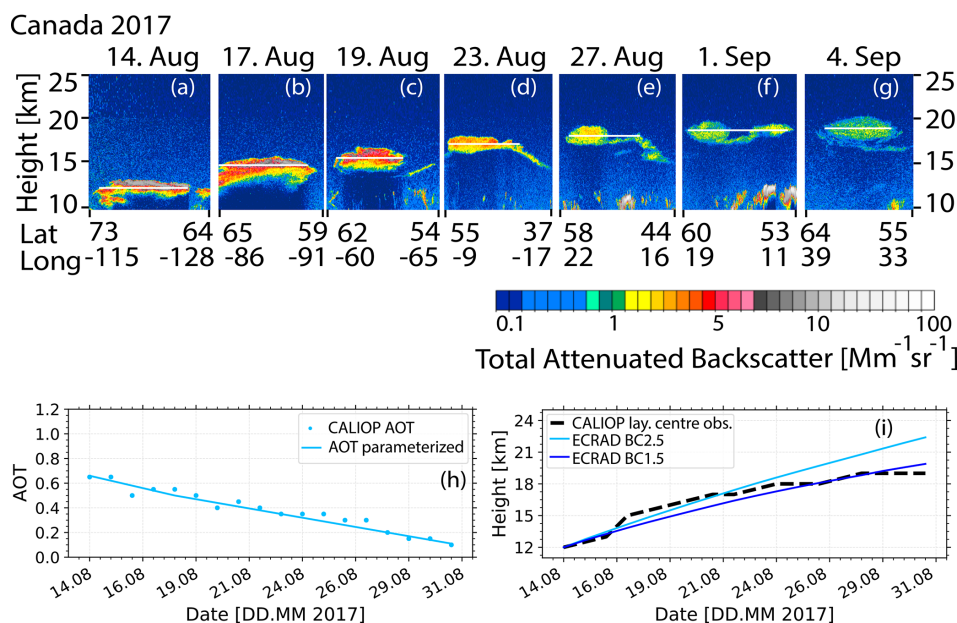 Canada 2017
14. Aug 17. Aug 19. Aug 23. Aug 27. Aug 1. Sep 4. Sep
25 (a) (b) (c) (d) (e) (f) (g) 25
20 20
15 15
10 10
Height [km]
Lat 73 64 65 59 62 54 55 37 58 44 60 53 64 55
Long -115 -128 -86 -91 -60 -65 -9 -17 22 16 19 11 39 33
0.1 1 5 10 100
Total Attenuated Backscatter [Mm-1sr-1]
1.2
1.0
0.8
0.6
0.4
0.2
0.0
AOT
CALIOP AOT
AOT parameterized
(h)
14.08 16.08 19.08 21.08 24.08 26.08 29.08 31.08
Date [DD.MM 2017]
24
21
18
15
12
Height [km]
CALIOP lay. centre obs.
ECRAD BC2.5
ECRAD BC1.5
(i)
14.08 16.08 19.08 21.08 24.08 26.08 29.08 31.08
Date [DD.MM 2017]